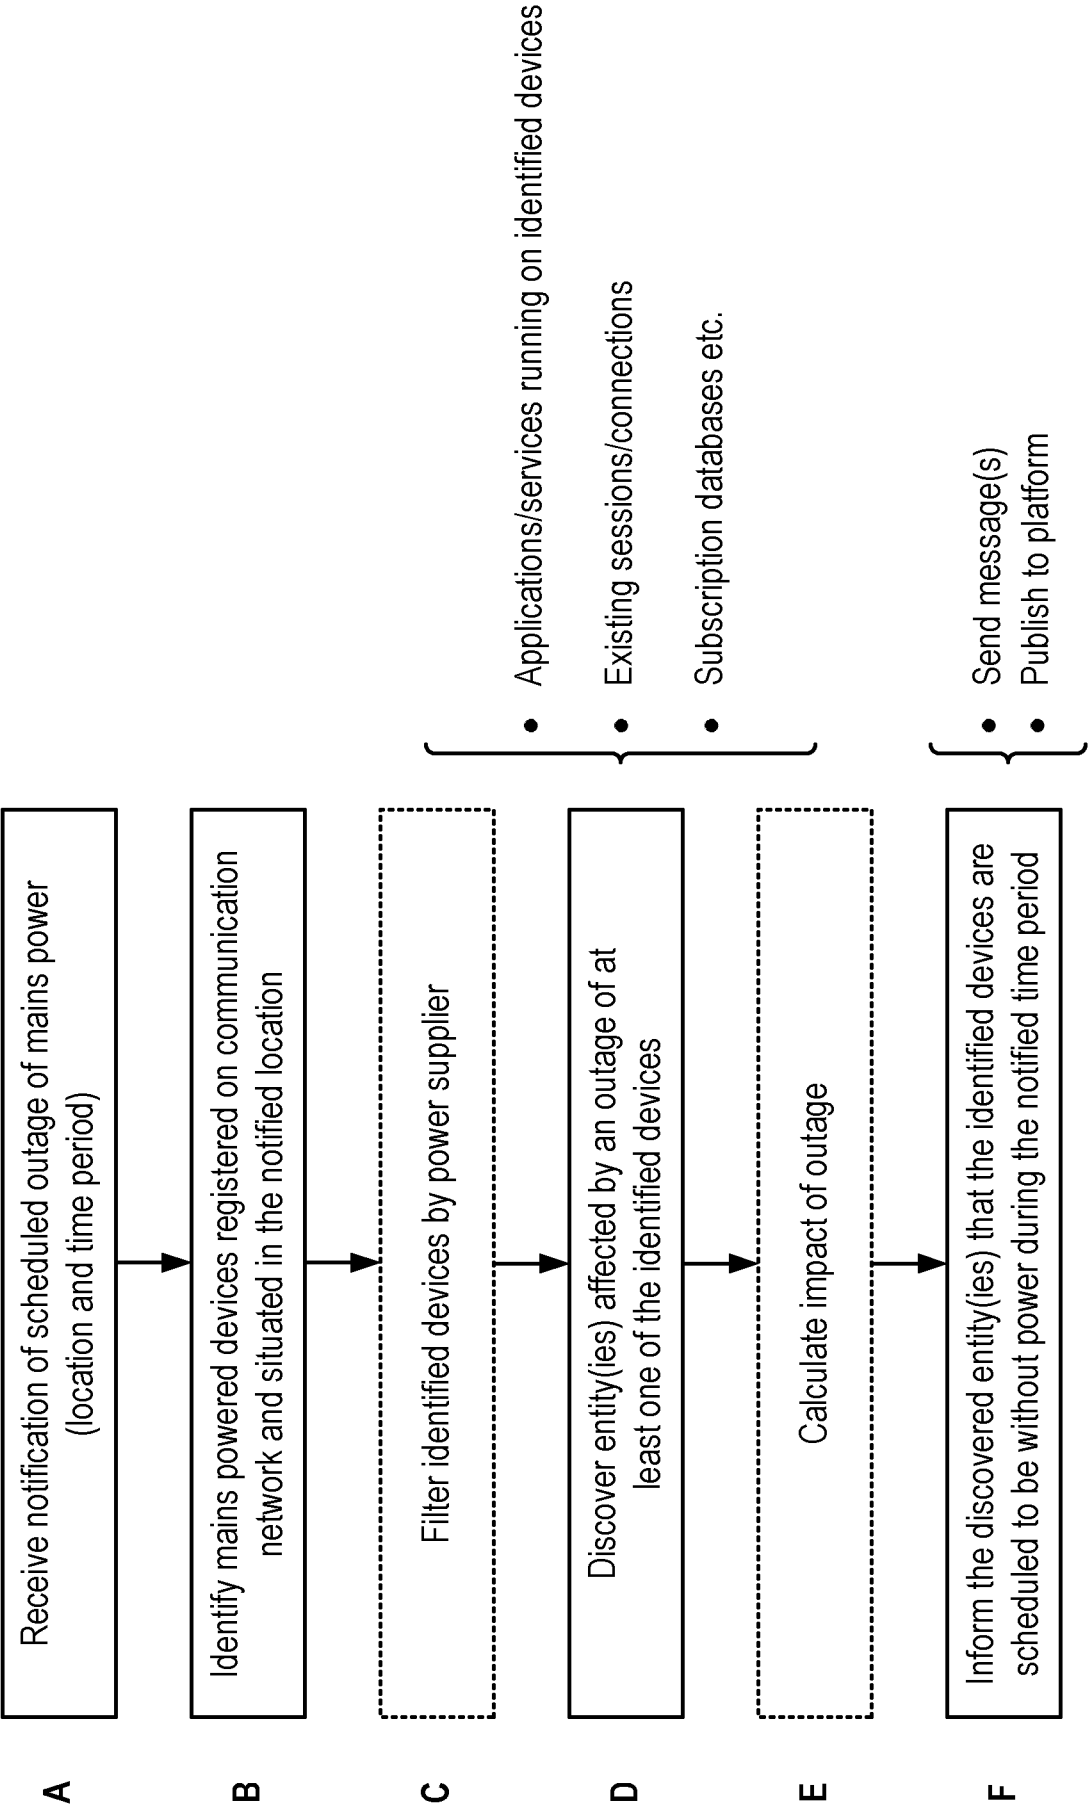 A
Receive notification of scheduled outage of mains power
(location and time period)
B
Identify mains powered devices registered on communication
network and situated in the notified location
C
Filter identified devices by power supplier
D
Discover entity(ies) affected by an outage of at
least one of the identified devices
• Applications/services running on identified devices
• Existing sessions/connections
• Subscription databases etc.
E
Calculate impact of outage
F
Inform the discovered entity(ies) that the identified devices are
scheduled to be without power during the notified time period
• Send message(s)
• Publish to platform